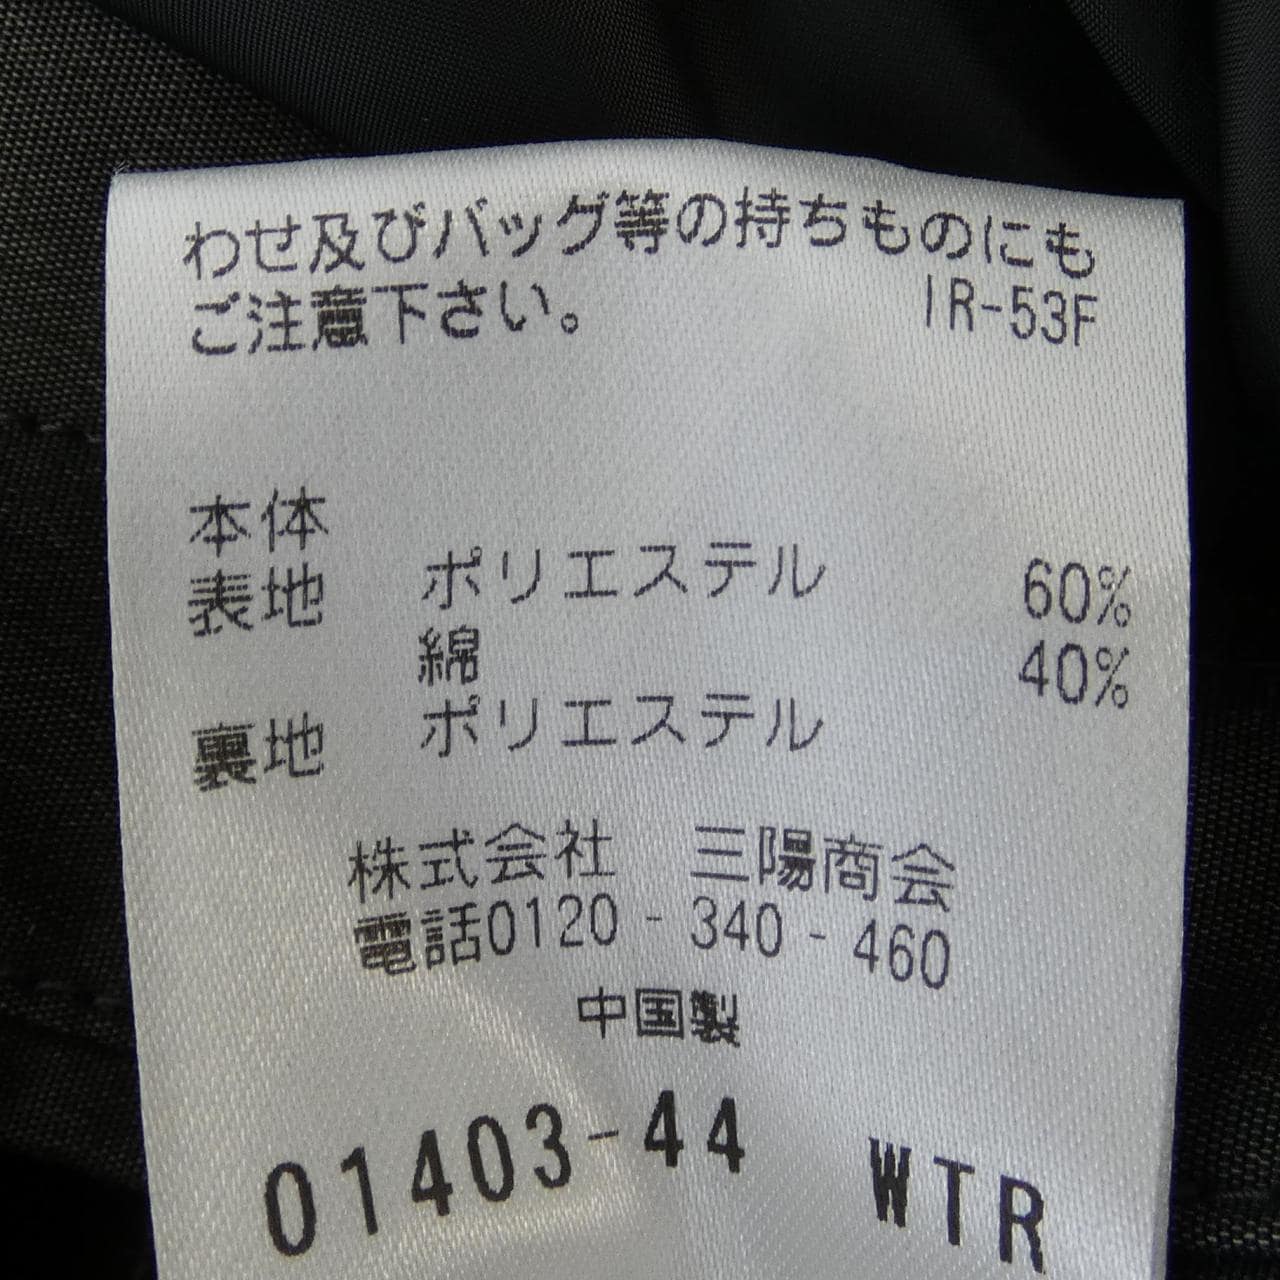 わせ及びバッグ等の持ちものにも
ご注意下さい。
IR-53F
本体
表地 ポリエステル 60%
綿 40%
裏地 ポリエステル
株式会社 三陽商会
電話0120-340-460
中国製
01403-44 WTR